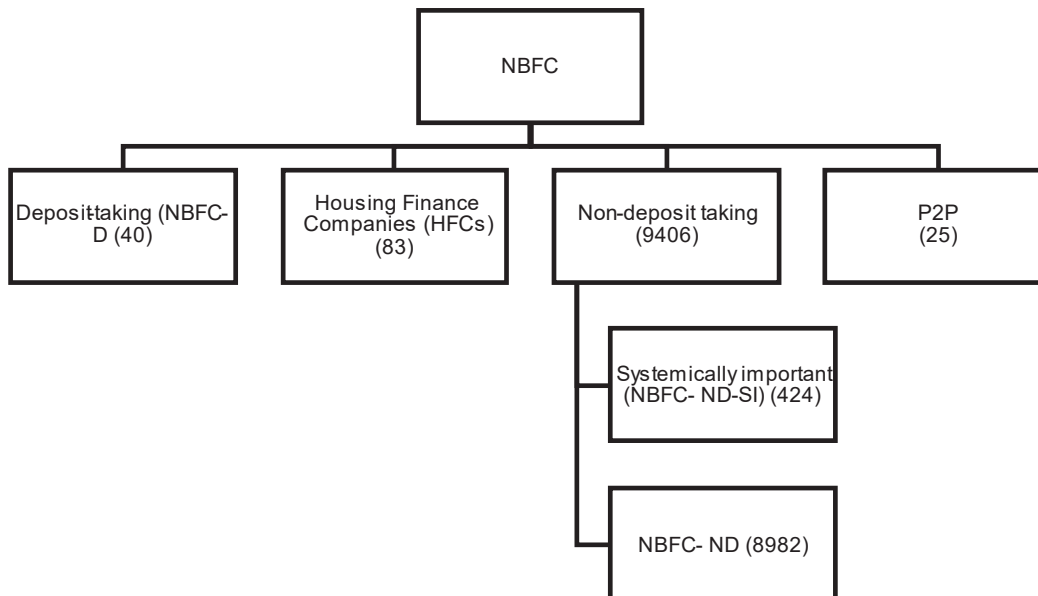 NBFC
Deposit-taking (NBFC-
D (40)
Housing Finance
Companies (HFCs)
(83)
Non-deposit taking
(9406)
P2P
(25)
Systemically important
(NBFC- ND-SI) (424)
NBFC- ND (8982)